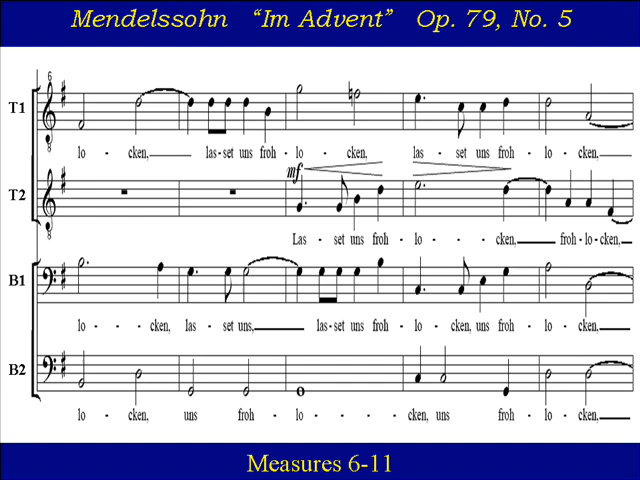 Mendelssohn “Im Advent” Op. 79, No. 5
6
T1
8
lo - - cken, las-set uns froh - lo - cken, las - set uns froh - lo - cken,
mf
T2
8
Las - set uns froh - lo - - cken, froh-lo-cken,
B1
lo - - - cken, las - set uns, las-set uns froh - lo - cken, uns froh - lo - cken,
B2
lo - cken, uns froh - lo - - - cken, uns froh - lo - cken,
Measures 6-11